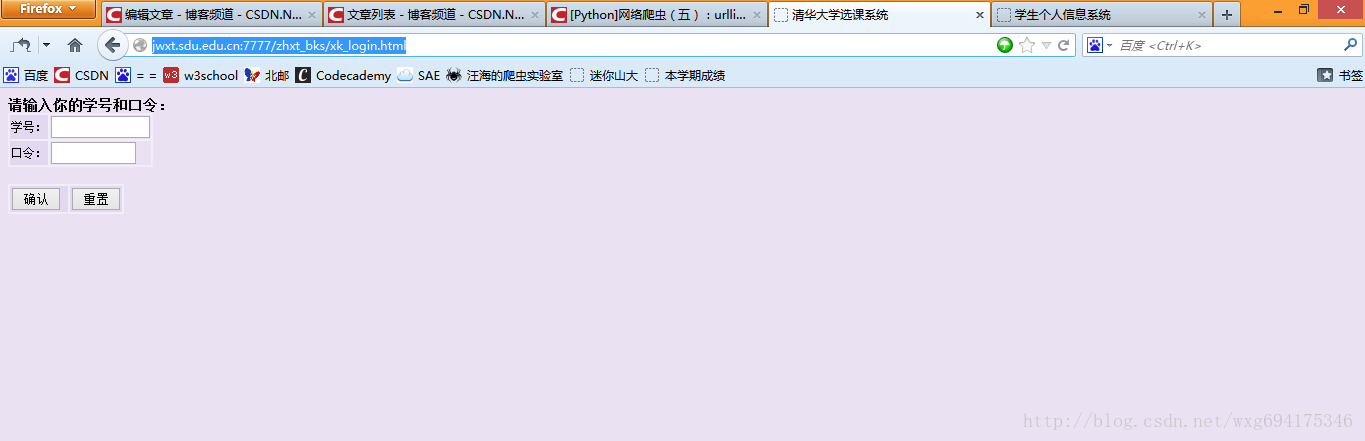 Firefox
编辑文章 - 博客频道 - CSDN.N...
文章列表 - 博客频道 - CSDN.N...
[Python]网络爬虫（五）：urlli...
清华大学选课系统
学生个人信息系统
jwxt.sdu.edu.cn:7777/zhxt_bks/xk_login.html
百度 <Ctrl+K>
百度 CSDN = = w3 w3school 北邮 Codecademy SAE 汪海的爬虫实验室 迷你山大 本学期成绩 书签
请输入你的学号和口令：
学号：
口令：
确认 重置
http://blog.csdn.net/wxg694175346